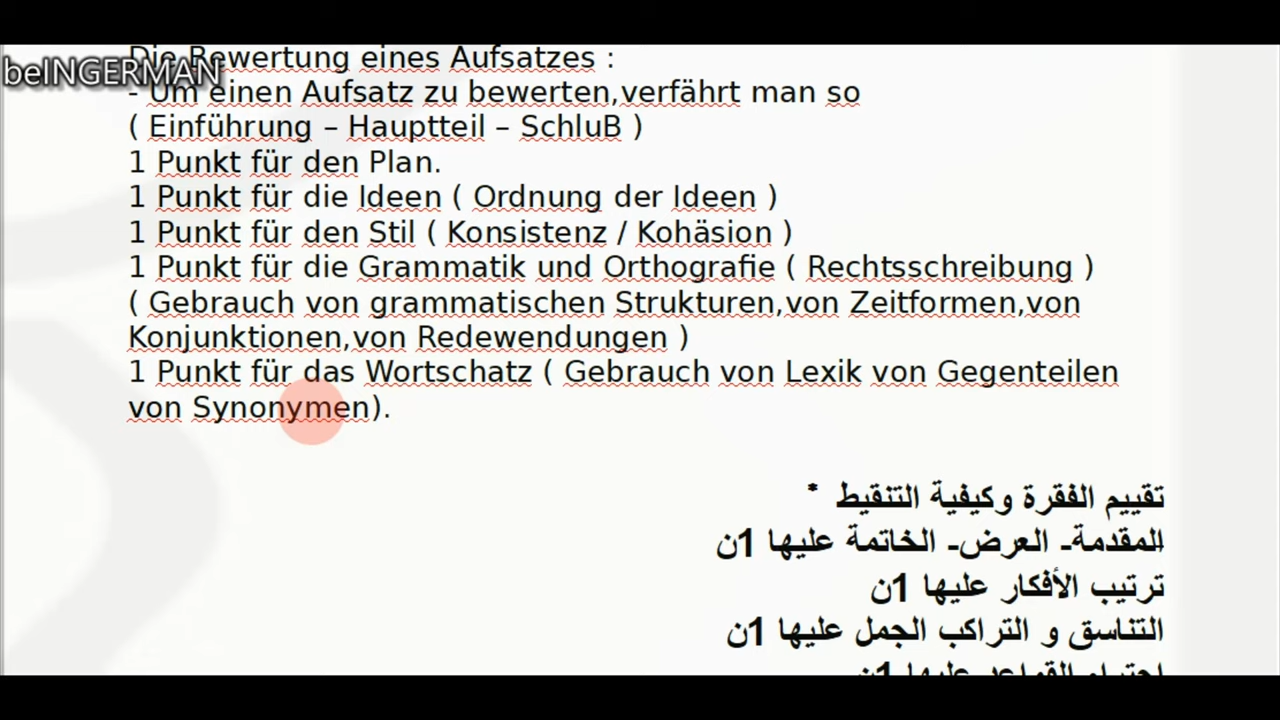 Die Bewertung eines Aufsatzes :
beINGERMAN
- Um einen Aufsatz zu bewerten,verfährt man so
( Einführung – Hauptteil – SchluB )
1 Punkt für den Plan.
1 Punkt für die Ideen ( Ordnung der Ideen )
1 Punkt für den Stil ( Konsistenz / Kohäsion )
1 Punkt für die Grammatik und Orthografie ( Rechtsschreibung )
( Gebrauch von grammatischen Strukturen,von Zeitformen,von
Konjunktionen,von Redewendungen )
1 Punkt für das Wortschatz ( Gebrauch von Lexik von Gegenteilen
von Synonymen).
تقييم الفقرة وكيفية التنقيط *
المقدمة- العرض- الخاتمة عليها 1ن
ترتيب الأفكار عليها 1ن
التناسق و التراكب الجمل عليها 1ن
احترام القواعد عليها 1ن